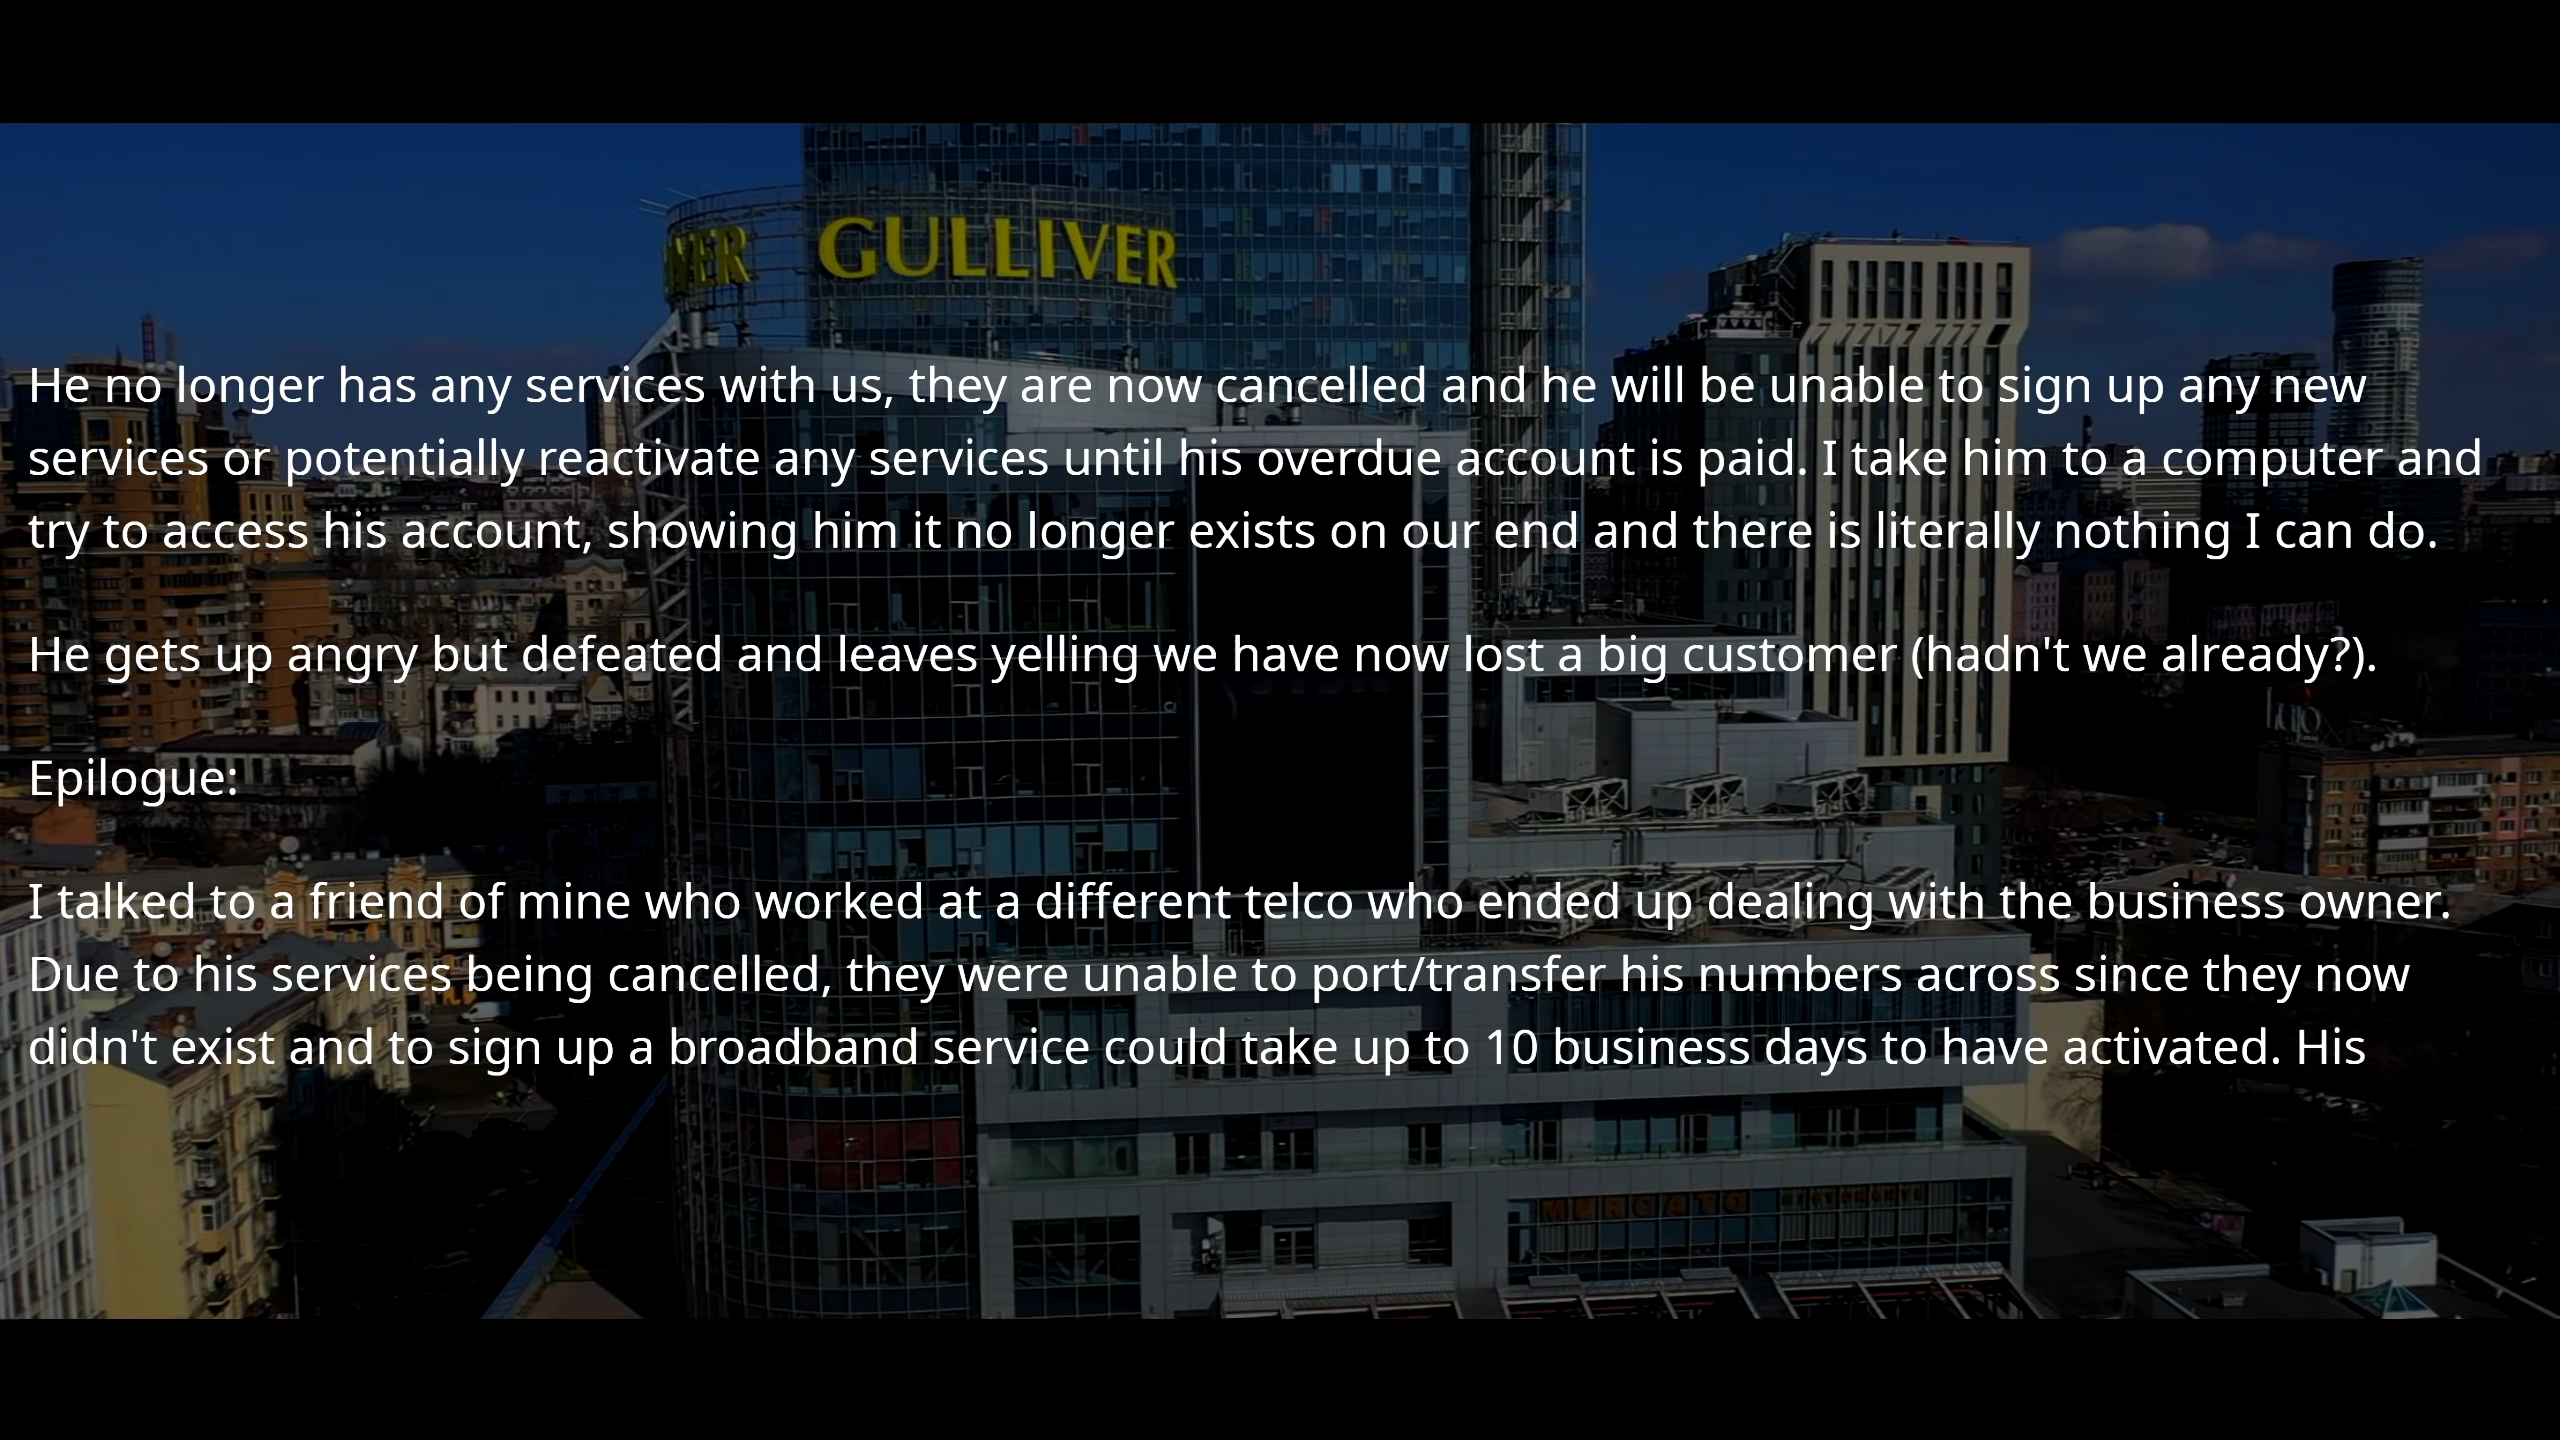 VER GULLIVER
He no longer has any services with us, they are now cancelled and he will be unable to sign up any new
services or potentially reactivate any services until his overdue account is paid. I take him to a computer and
try to access his account, showing him it no longer exists on our end and there is literally nothing I can do.
He gets up angry but defeated and leaves yelling we have now lost a big customer (hadn't we already?).
Epilogue:
I talked to a friend of mine who worked at a different telco who ended up dealing with the business owner.
Due to his services being cancelled, they were unable to port/transfer his numbers across since they now
didn't exist and to sign up a broadband service could take up to 10 business days to have activated. His
MERCATO RISTORANTE